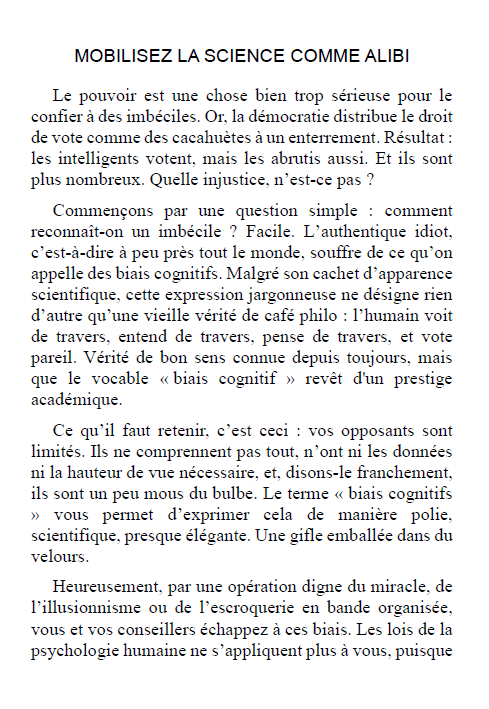 MOBILISEZ LA SCIENCE COMME ALIBI
Le pouvoir est une chose bien trop sérieuse pour le
confier à des imbéciles. Or, la démocratie distribue le droit
de vote comme des cacahuètes à un enterrement. Résultat :
les intelligents votent, mais les abrutis aussi. Et ils sont
plus nombreux. Quelle injustice, n’est-ce pas ?
Commençons par une question simple : comment
reconnaît-on un imbécile ? Facile. L’authentique idiot,
c’est-à-dire à peu près tout le monde, souffre de ce qu’on
appelle des biais cognitifs. Malgré son cachet d’apparence
scientifique, cette expression jargonneuse ne désigne rien
d’autre qu’une vieille vérité de café philo : l’humain voit
de travers, entend de travers, pense de travers, et vote
pareil. Vérité de bon sens connue depuis toujours, mais
que le vocable « biais cognitif » revêt d'un prestige
académique.
Ce qu’il faut retenir, c’est ceci : vos opposants sont
limités. Ils ne comprennent pas tout, n’ont ni les données
ni la hauteur de vue nécessaire, et, disons-le franchement,
ils sont un peu mous du bulbe. Le terme « biais cognitifs
» vous permet d’exprimer cela de manière polie,
scientifique, presque élégante. Une gifle emballée dans du
velours.
Heureusement, par une opération digne du miracle, de
l’illusionnisme ou de l’escroquerie en bande organisée,
vous et vos conseillers échappez à ces biais. Les lois de la
psychologie humaine ne s’appliquent plus à vous, puisque